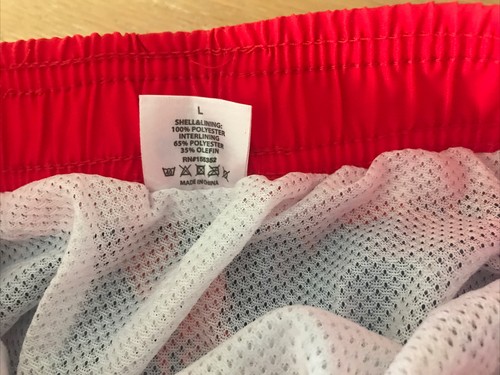 L
SHELL&LINING:
100% POLYESTER
INTERLINING
65% POLYESTER
35% OLEFIN
MADE IN CHINA